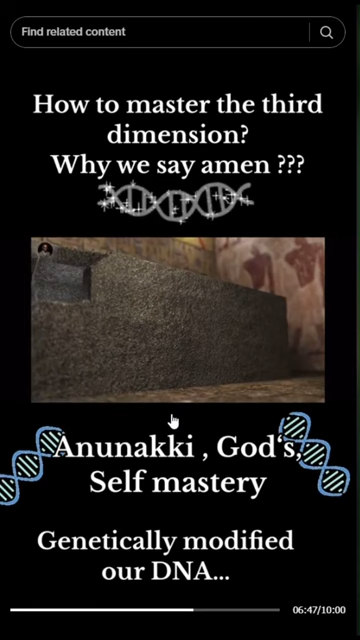 Find related content
How to master the third
dimension?
Why we say amen ???
Anunakki , God's,
Self mastery
Genetically modified
our DNA...
06:47/10:00